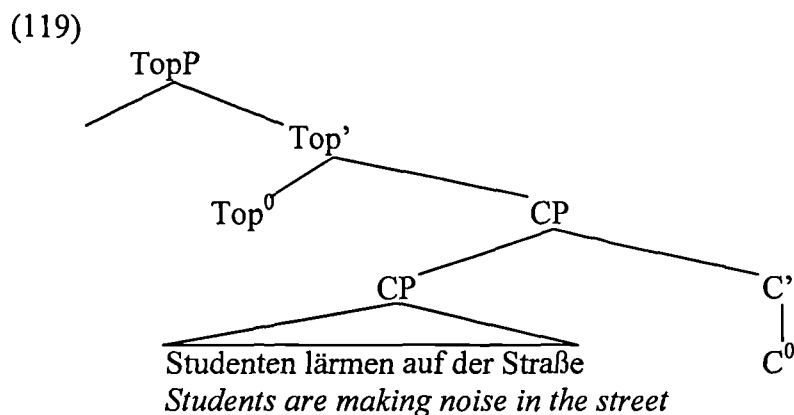 (119)
TopP
Top’
Top⁰ CP
CP C’
Studenten lärmen auf der Straße C⁰
Students are making noise in the street